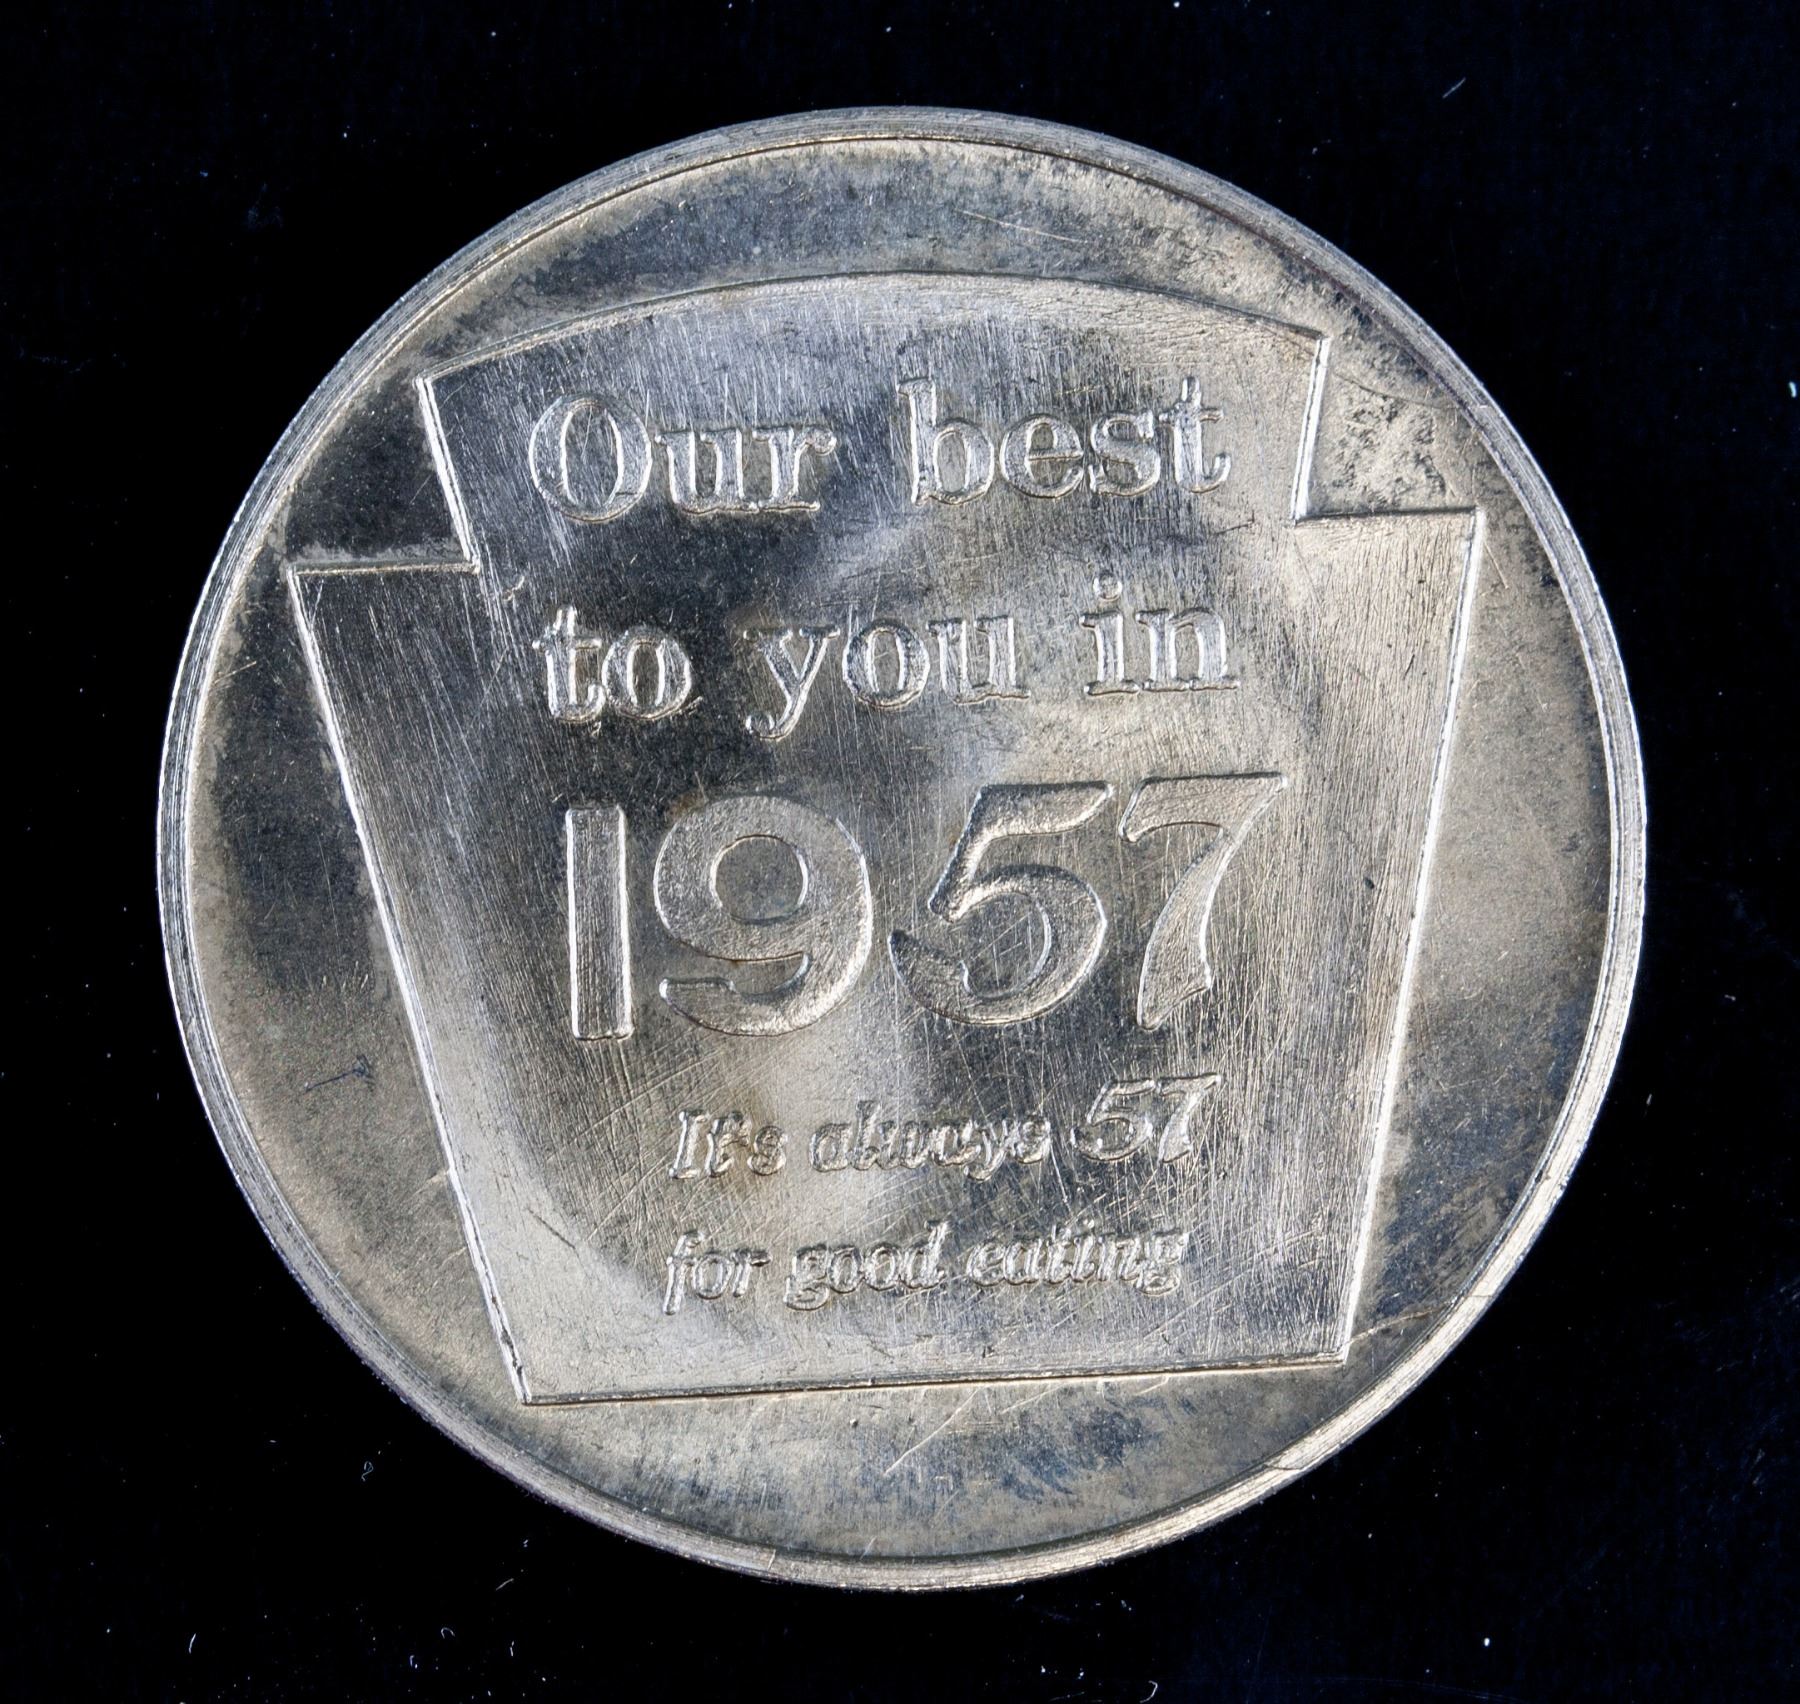 Our best
to you in
1957
It's always 57
for good eating